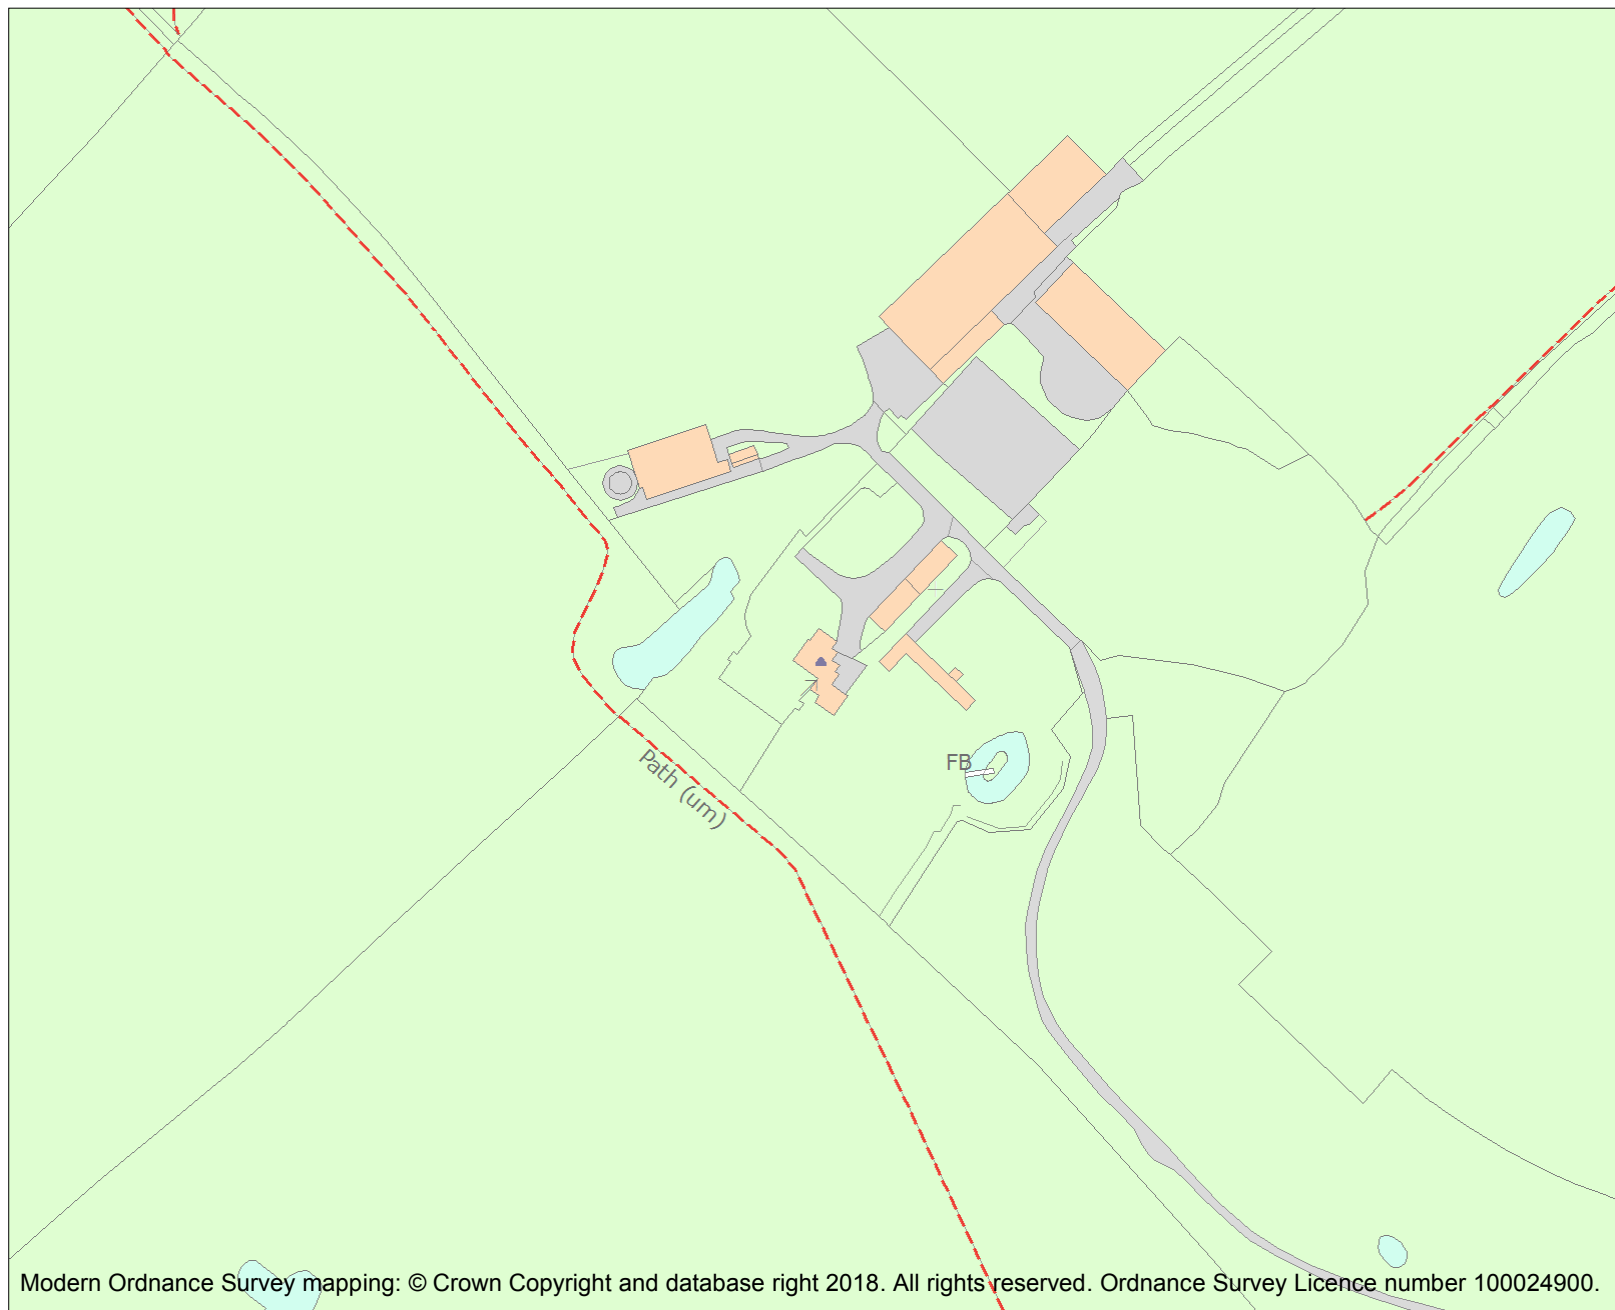 FB
Path (um)
Modern Ordnance Survey mapping: © Crown Copyright and database right 2018. All rights reserved. Ordnance Survey Licence number 100024900.